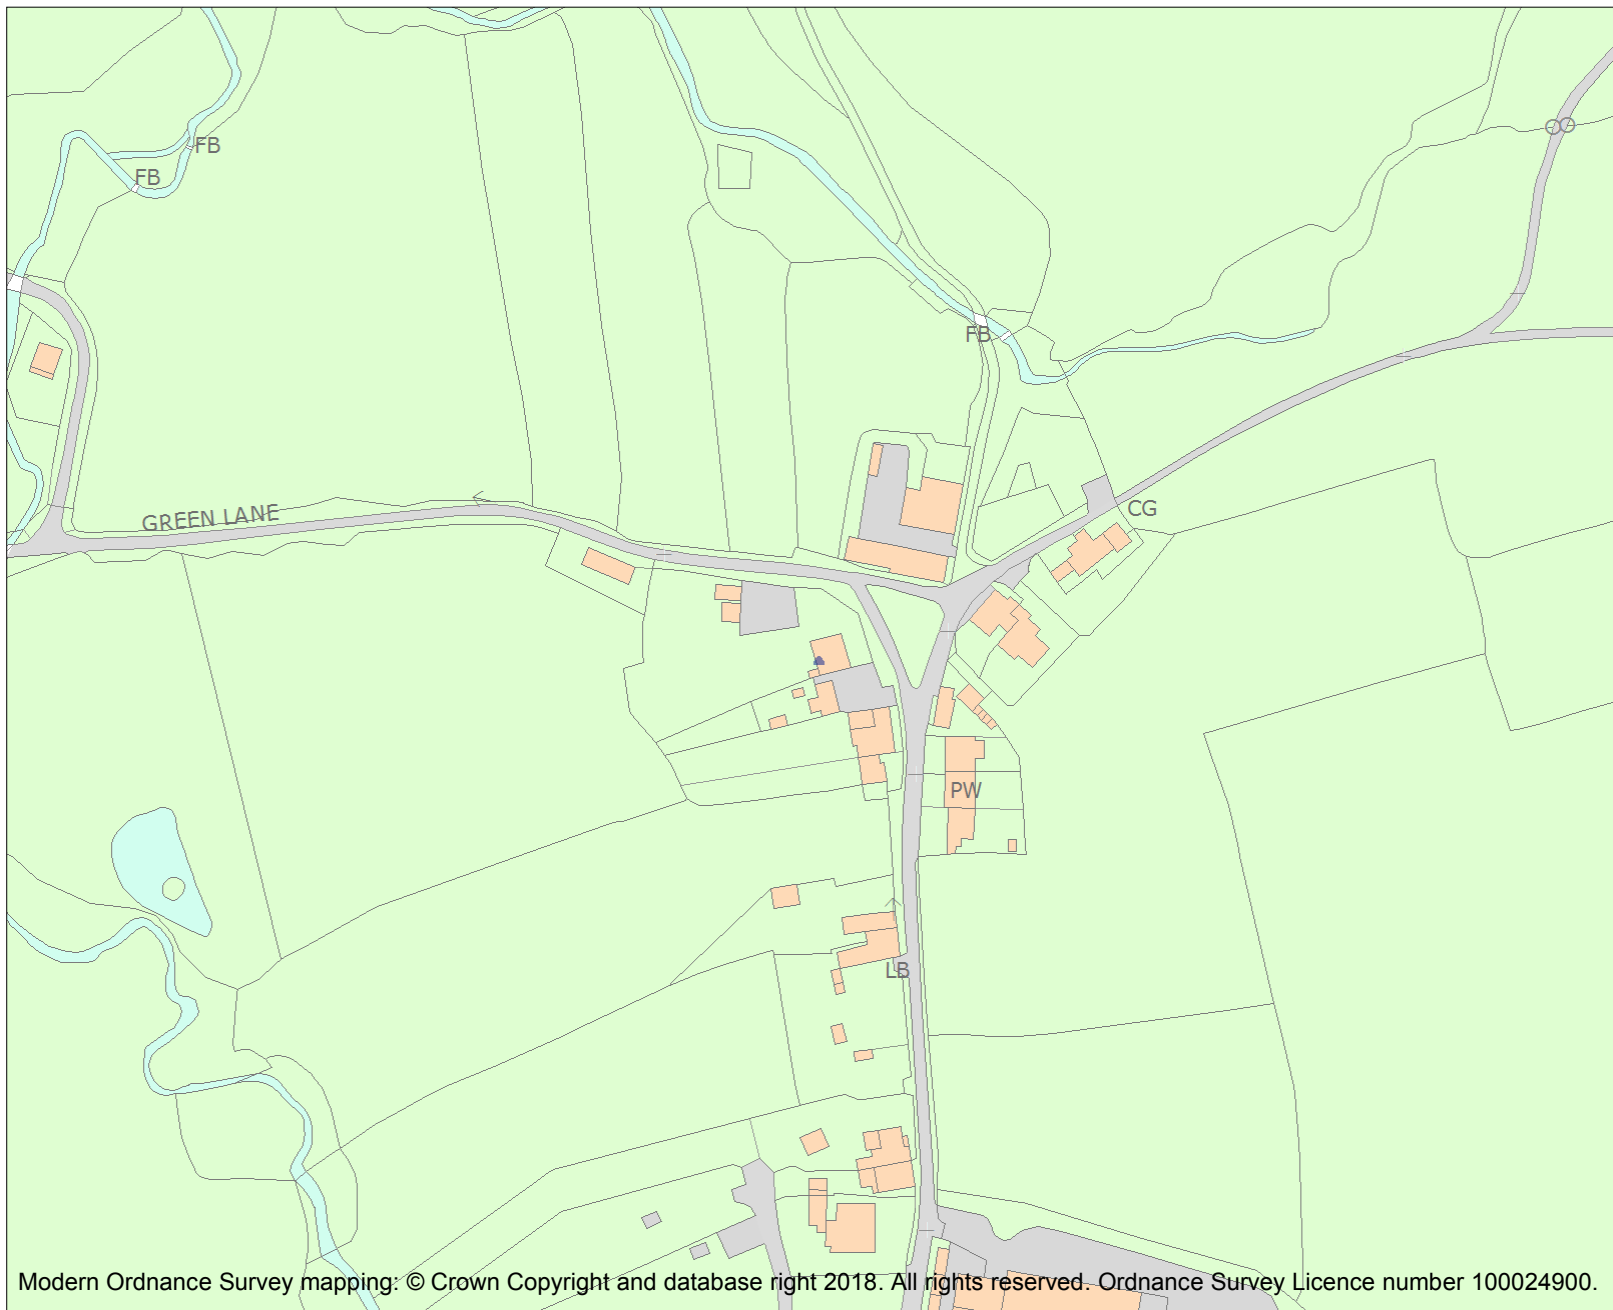 FB
FB
FB
GREEN LANE
CG
PW
LB
Modern Ordnance Survey mapping: © Crown Copyright and database right 2018. All rights reserved. Ordnance Survey Licence number 100024900.